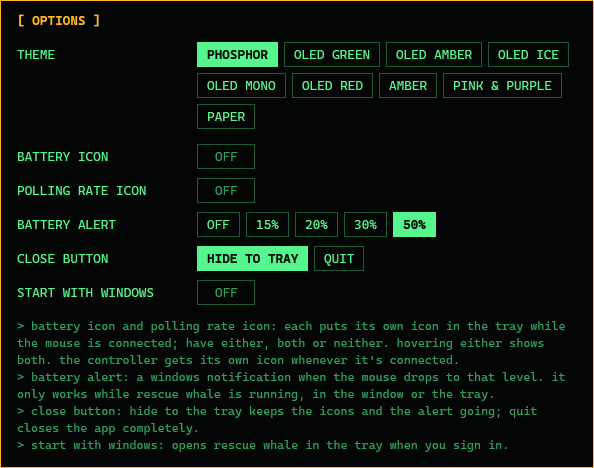 [ OPTIONS ]
THEME
PHOSPHOR OLED GREEN OLED AMBER OLED ICE
OLED MONO OLED RED AMBER PINK & PURPLE
PAPER
BATTERY ICON OFF
POLLING RATE ICON OFF
BATTERY ALERT OFF 15% 20% 30% 50%
CLOSE BUTTON HIDE TO TRAY QUIT
START WITH WINDOWS OFF
> battery icon and polling rate icon: each puts its own icon in the tray while
the mouse is connected; have either, both or neither. hovering either shows
both. the controller gets its own icon whenever it's connected.
> battery alert: a windows notification when the mouse drops to that level. it
only works while rescue whale is running, in the window or the tray.
> close button: hide to the tray keeps the icons and the alert going; quit
closes the app completely.
> start with windows: opens rescue whale in the tray when you sign in.